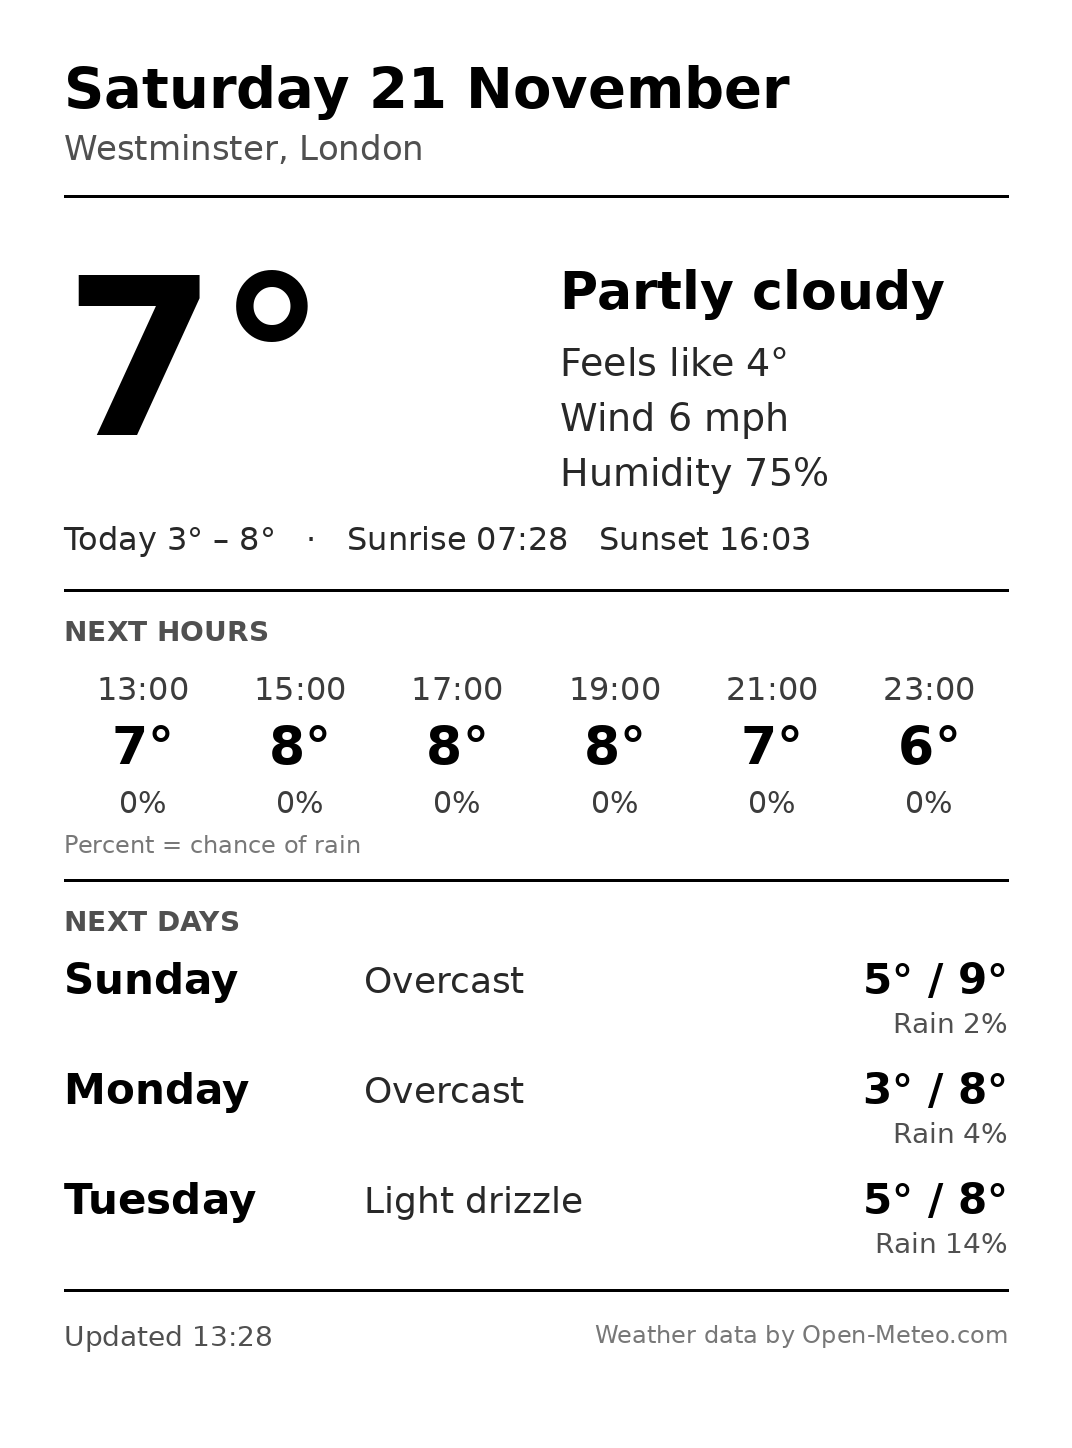 Saturday 21 November
Westminster, London
7°
Partly cloudy
Feels like 4°
Wind 6 mph
Humidity 75%
Today 3° – 8° · Sunrise 07:28 Sunset 16:03
NEXT HOURS
13:00 15:00 17:00 19:00 21:00 23:00
7° 8° 8° 8° 7° 6°
0% 0% 0% 0% 0% 0%
Percent = chance of rain
NEXT DAYS
Sunday Overcast 5° / 9°
Rain 2%
Monday Overcast 3° / 8°
Rain 4%
Tuesday Light drizzle 5° / 8°
Rain 14%
Updated 13:28 Weather data by Open-Meteo.com